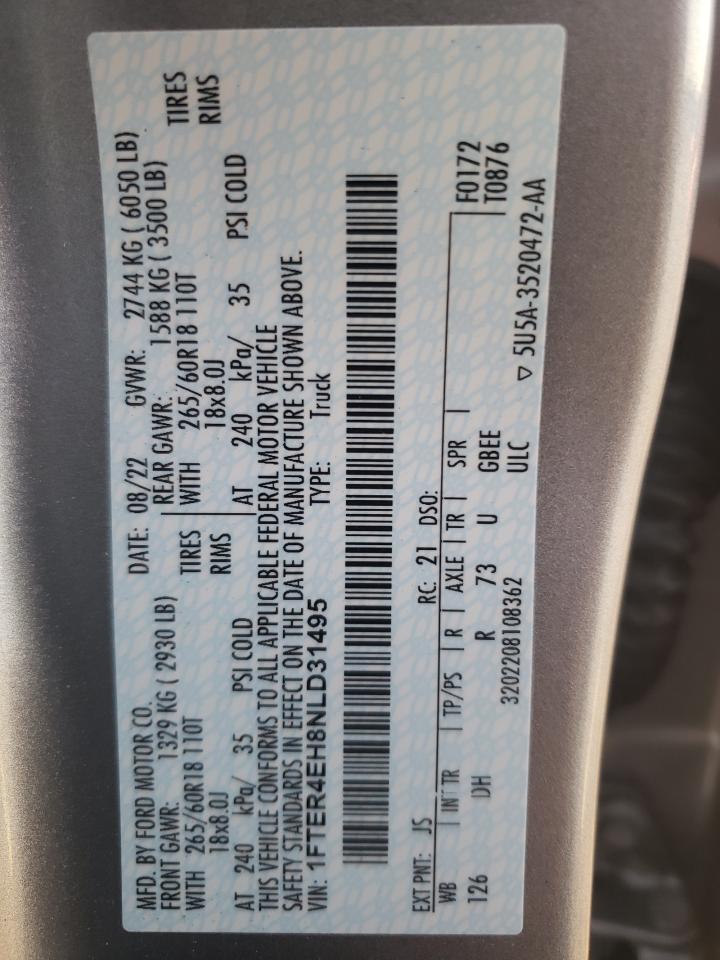 MFD. BY FORD MOTOR CO. DATE: 08/22 GVWR: 2744 KG ( 6050 LB)
FRONT GAWR: 1329 KG ( 2930 LB) REAR GAWR: 1588 KG ( 3500 LB)
WITH 265/60R18 110T TIRES WITH 265/60R18 110T TIRES
18x8.0J RIMS 18x8.0J RIMS
AT 240 kPa/ 35 PSI COLD AT 240 kPa/ 35 PSI COLD
THIS VEHICLE CONFORMS TO ALL APPLICABLE FEDERAL MOTOR VEHICLE
SAFETY STANDARDS IN EFFECT ON THE DATE OF MANUFACTURE SHOWN ABOVE.
VIN: 1FTER4EH8NLD31495 TYPE: Truck
EXT PNT: JS RC: 21 DSO: F0172
WB INT TR TP/PS R AXLE TR SPR T0876
126 DH R 73 U GBEE
3202208108362 ULC ▽ 5U5A-3520472-AA